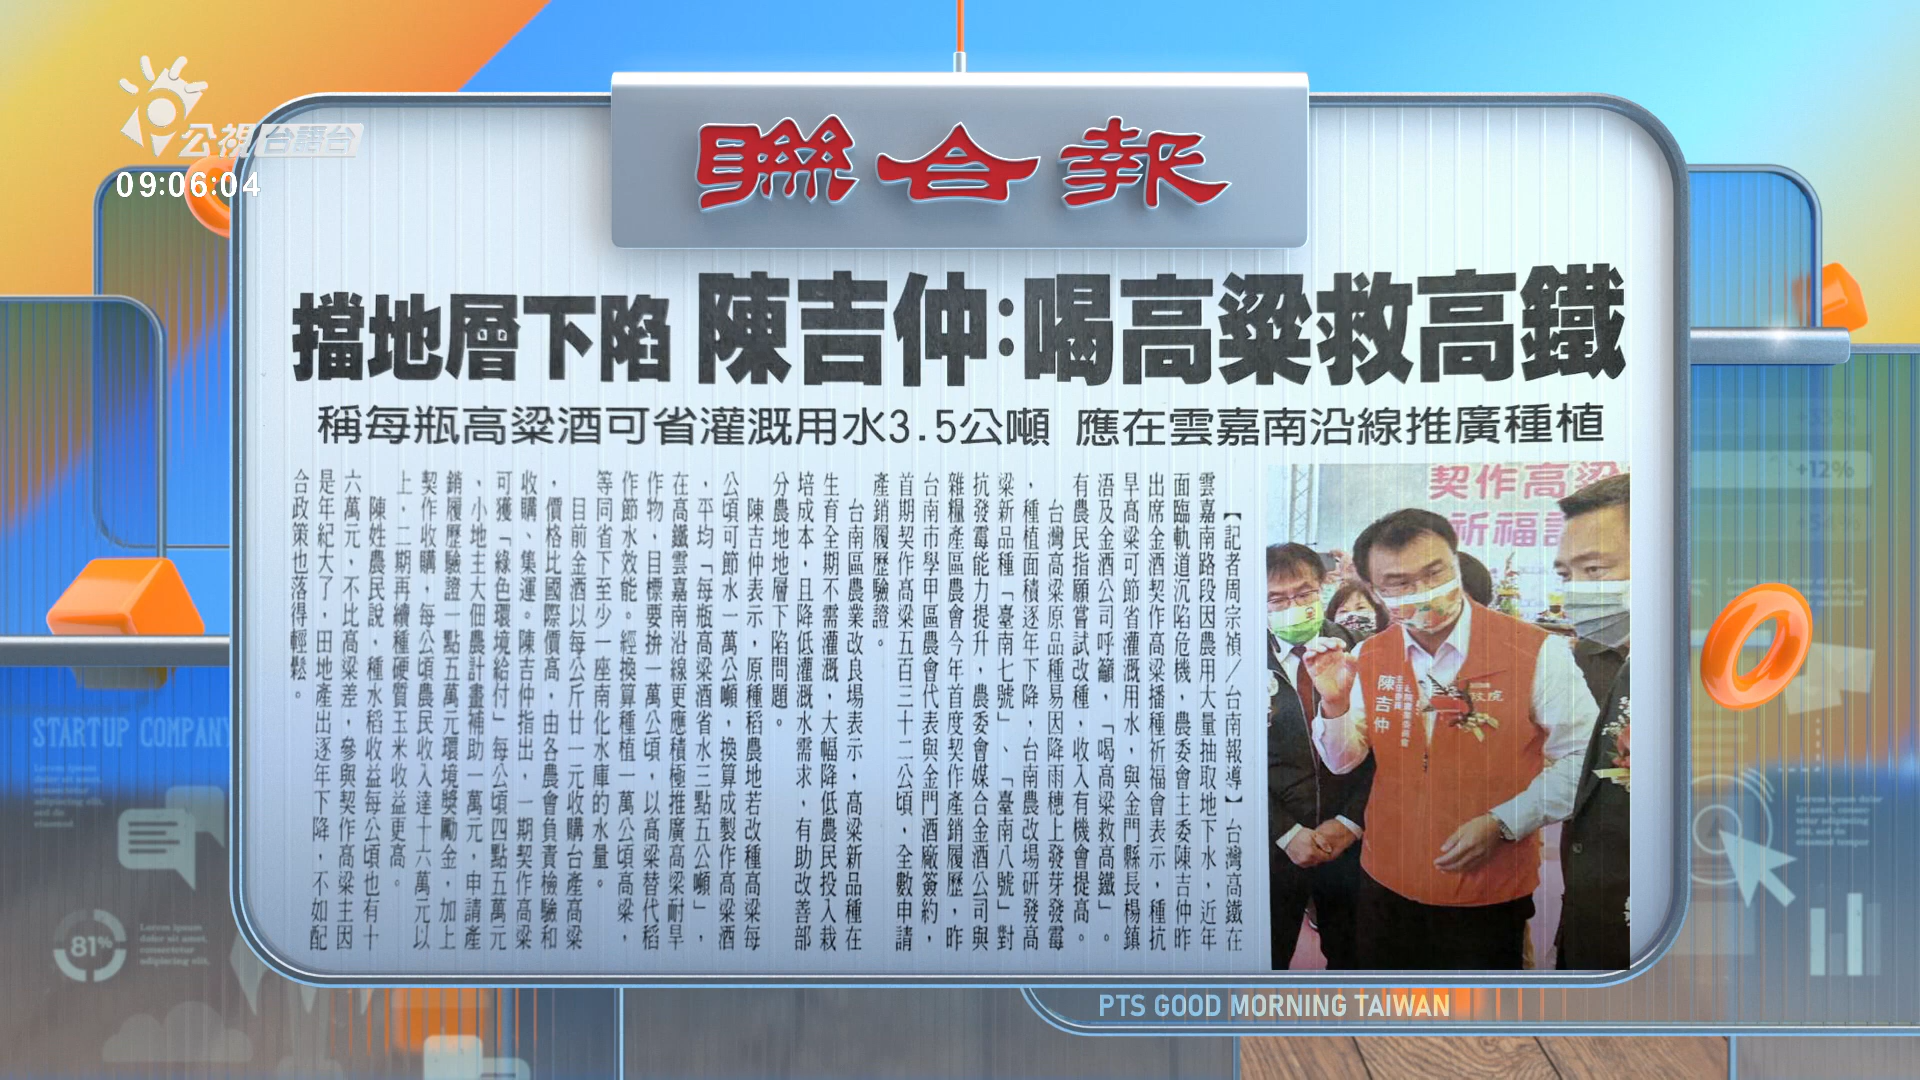 公視台語台
09:06:04
聯合報
擋地層下陷 陳吉仲:喝高粱救高鐵
稱每瓶高粱酒可省灌溉用水3.5公噸 應在雲嘉南沿線推廣種植
【記者周宗禎/台南報導】台灣高鐵在
雲嘉南路段因農用大量抽取地下水,近年
面臨軌道沉陷危機,農委會主委陳吉仲昨
出席金酒契作高粱播種祈福會表示,種抗
旱高粱可節省灌溉用水,與金門縣長楊鎮
浯及金酒公司呼籲,「喝高粱救高鐵」。
有農民指願嘗試改種,收入有機會提高。
台灣高粱原品種易因降雨穗上發芽發霉
,種植面積逐年下降,台南農改場研發高
粱新品種「臺南七號」、「臺南八號」對
抗發霉能力提升,農委會媒合金酒公司與
雜糧產區農會今年首度契作產銷履歷,昨
台南市學甲區農會代表與金門酒廠簽約,
首期契作高粱五百三十二公頃,全數申請
產銷履歷驗證。
台南區農業改良場表示,高粱新品種在
生育全期不需灌溉,大幅降低農民投入栽
培成本,且降低灌溉水需求,有助改善部
分農地地層下陷問題。
陳吉仲表示,原種稻農地若改種高粱每
公頃可節水一萬公噸,換算成製作高粱酒
,平均「每瓶高粱酒省水三點五公噸」,
在高鐵雲嘉南沿線更應積極推廣高粱耐旱
作物,目標要拚一萬公頃,以高粱替代稻
作節水效能。經換算種植一萬公頃高粱,
等同省下至少一座南化水庫的水量。
目前金酒以每公斤廿一元收購台產高粱
,價格比國際價高,由各農會負責檢驗和
收購、集運。陳吉仲指出,一期契作高粱
可獲「綠色環境給付」每公頃四點五萬元
,小地主大佃農計畫補助一萬元,申請產
銷履歷驗證一點五萬元環境獎勵金,加上
契作收購,每公頃農民收入達十六萬元以
上,二期再續種硬質玉米收益更高。
陳姓農民說,種水稻收益每公頃也有十
六萬元,不比高粱差,參與契作高粱主因
是年紀大了,田地產出逐年下降,不如配
合政策也落得輕鬆。
契作高粱
祈福
陳吉仲
STARTUP COMPANY
81%
+12%
PTS GOOD MORNING TAIWAN